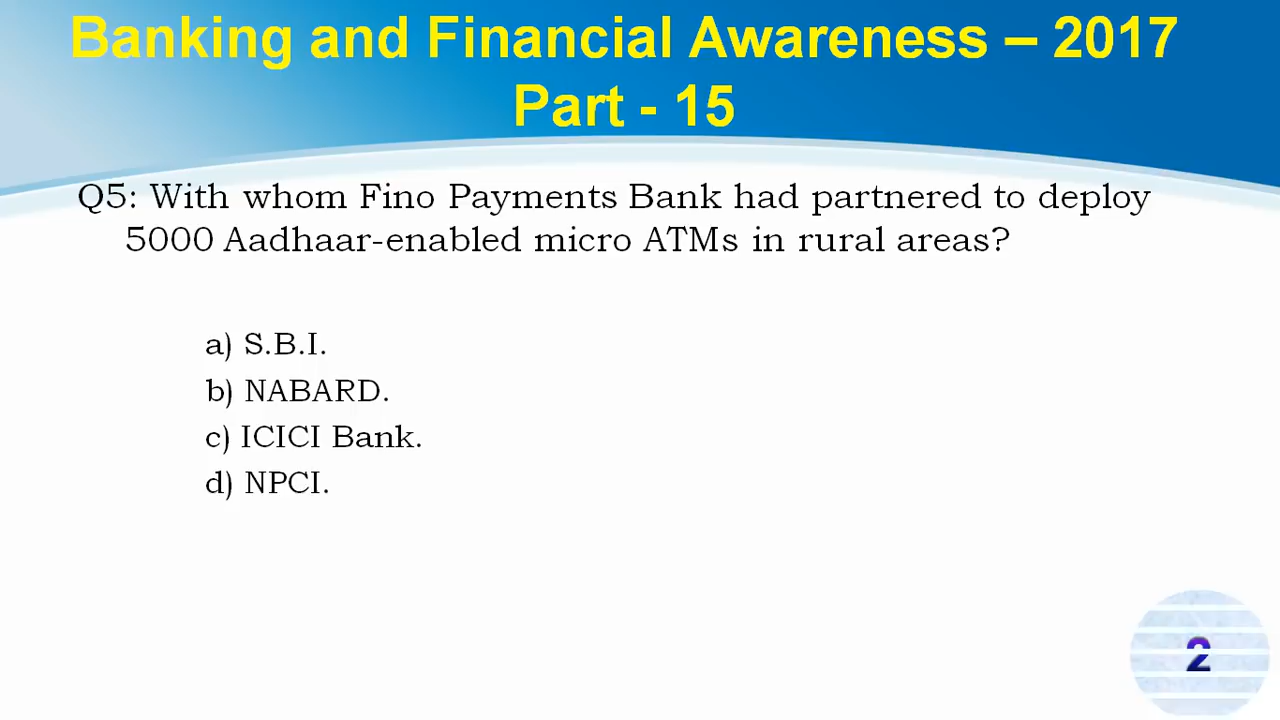 Banking and Financial Awareness – 2017
Part - 15
Q5: With whom Fino Payments Bank had partnered to deploy
5000 Aadhaar-enabled micro ATMs in rural areas?
a) S.B.I.
b) NABARD.
c) ICICI Bank.
d) NPCI.
2